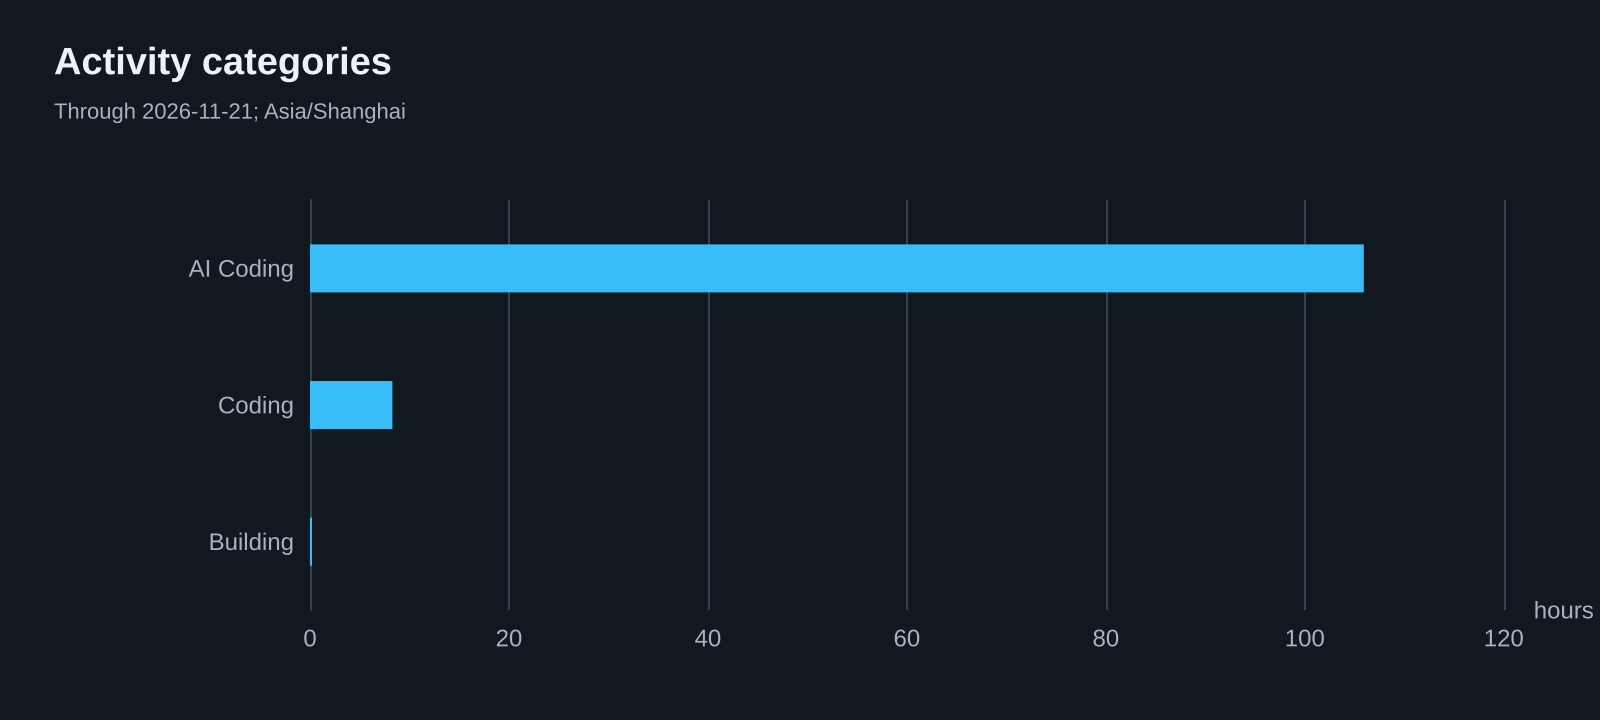 Activity categories
Through 2026-11-21; Asia/Shanghai
AI Coding
Coding
Building
hours
0 20 40 60 80 100 120